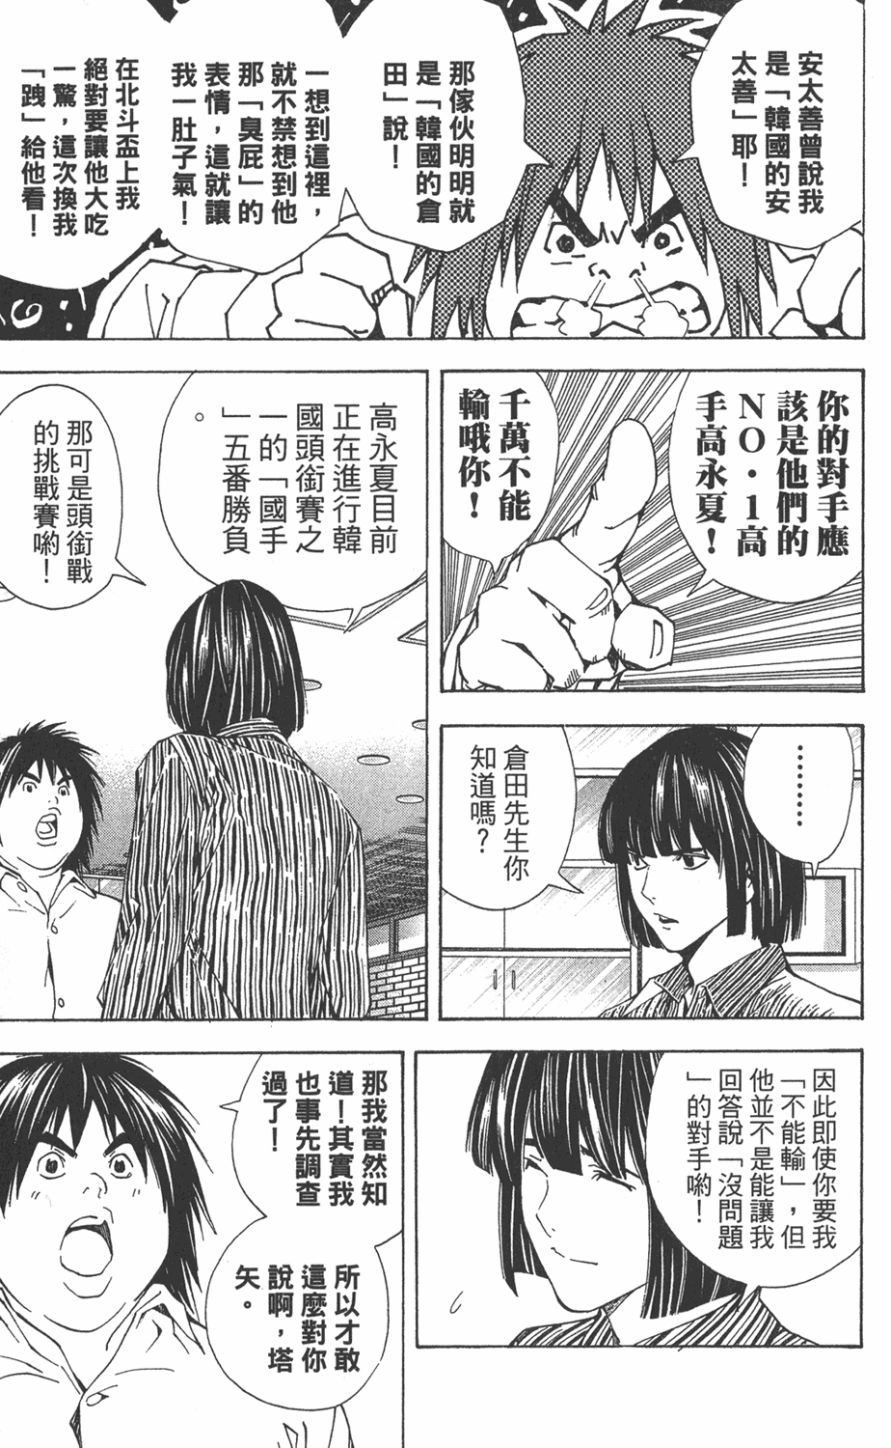 安太善曾說我
是「韓國的安
太善」耶！
那傢伙明明就
是「韓國的倉
田」說！
一想到這裡，
就不禁想到他
那「臭屁」的
表情，這就讓
我一肚子氣！
在北斗盃上我
絕對要讓他大吃
一驚，這次換我
「跩」給他看！
你的對手應
該是他們的
NO・1高
手高永夏！
千萬不能
輸哦你！
………
倉田先生你
知道嗎？
高永夏目前
正在進行韓
國頭銜賽之
一的「國手
」五番勝負
。
那可是頭銜戰
的挑戰賽喲！
因此即使你要我
「不能輸」，但
他並不是能讓我
回答說「沒問題
」的對手喲！
那我當然知
道！其實我
也事先調查
過了！
所以才敢
這麼對你
說啊，塔
矢。